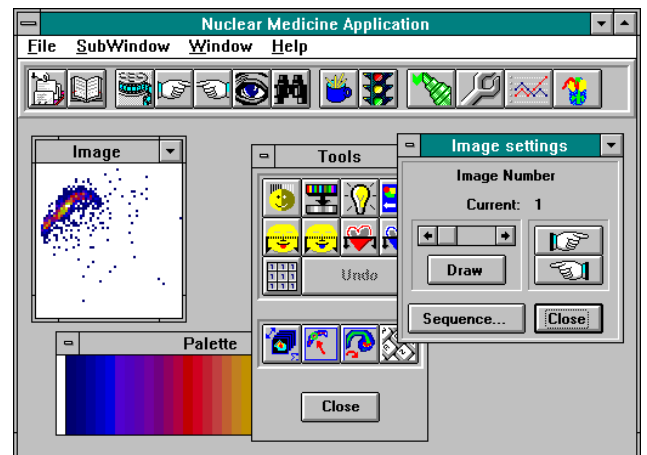 Nuclear Medicine Application
File SubWindow Window Help
Image
Tools
Undo
Close
Image settings
Image Number
Current: 1
Draw
Sequence...
Close
Palette